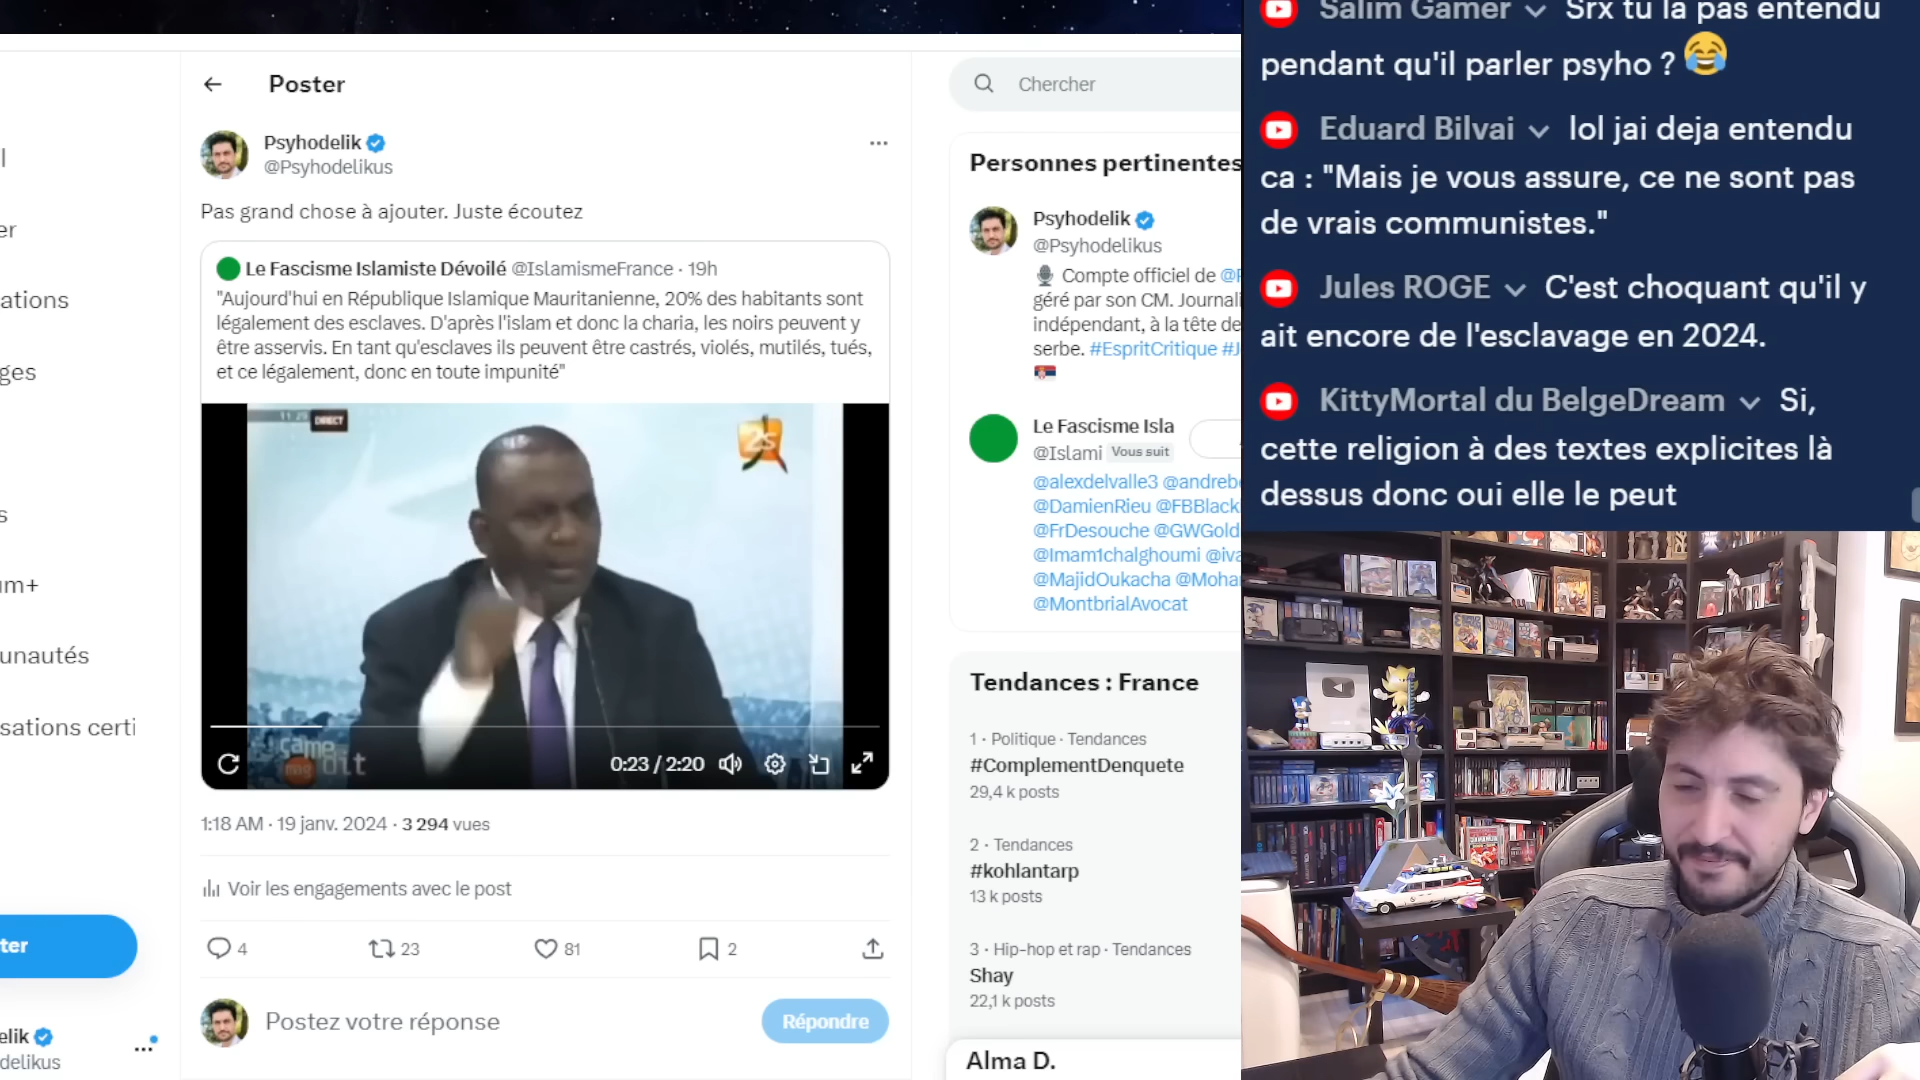 Poster
Psyhodelik
@Psyhodelikus
Pas grand chose à ajouter. Juste écoutez
Le Fascisme Islamiste Dévoilé @IslamismeFrance · 19h
"Aujourd'hui en République Islamique Mauritanienne, 20% des habitants sont
légalement des esclaves. D'après l'islam et donc la charia, les noirs peuvent y
être asservis. En tant qu'esclaves ils peuvent être castrés, violés, mutilés, tués,
et ce légalement, donc en toute impunité"
DIRECT
2s
0:23 / 2:20
1:18 AM · 19 janv. 2024 · 3 294 vues
Voir les engagements avec le post
4
23
81
2
Postez votre réponse
Répondre
ations
ges
um+
unautés
sations certi
ter
elik
delikus
Chercher
Personnes pertinentes
Psyhodelik
@Psyhodelikus
Compte officiel de @
géré par son CM. Journali
indépendant, à la tête de
serbe. #EspritCritique #J
Le Fascisme Isla
@Islami Vous suit
@alexdelvalle3 @andrebe
@DamienRieu @FBBlack
@FrDesouche @GWGold
@Imam1chalghoumi @iva
@MajidOukacha @Moha
@MontbrialAvocat
Tendances : France
1 · Politique · Tendances
#ComplementDenquete
29,4 k posts
2 · Tendances
#kohlantarp
13 k posts
3 · Hip-hop et rap · Tendances
Shay
22,1 k posts
Alma D.
Salim Gamer Srx tu la pas entendu
pendant qu'il parler psyho ? 😂
Eduard Bilvai lol jai deja entendu
ca : "Mais je vous assure, ce ne sont pas
de vrais communistes."
Jules ROGE C'est choquant qu'il y
ait encore de l'esclavage en 2024.
KittyMortal du BelgeDream Si,
cette religion à des textes explicites là
dessus donc oui elle le peut